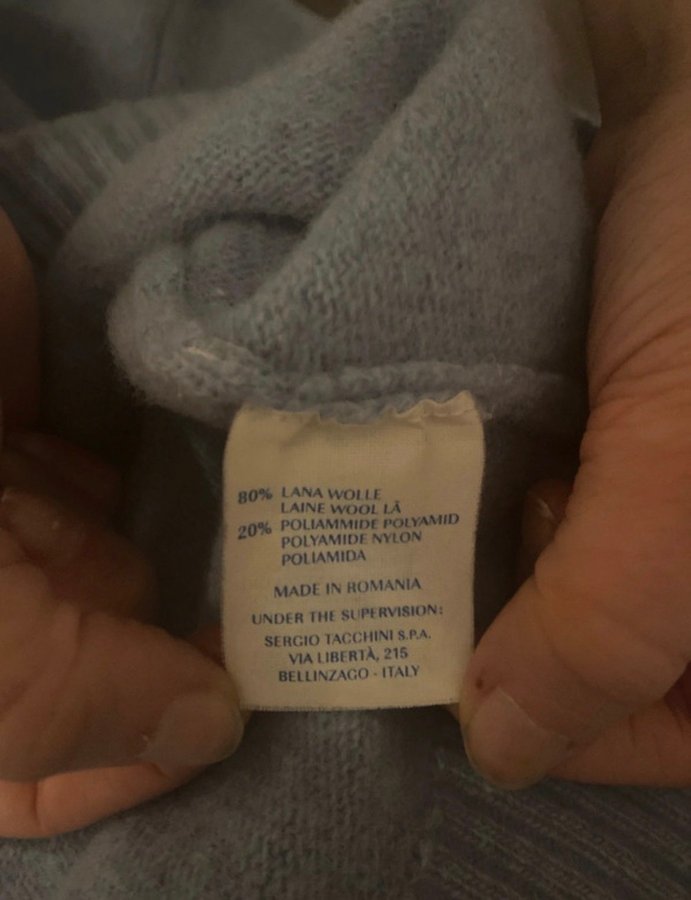 80% LANA WOLLE
LAINE WOOL LÃ
20% POLIAMMIDE POLYAMID
POLYAMIDE NYLON
POLIAMIDA
MADE IN ROMANIA
UNDER THE SUPERVISION:
SERGIO TACCHINI S.P.A.
VIA LIBERTÀ, 215
BELLINZAGO - ITALY